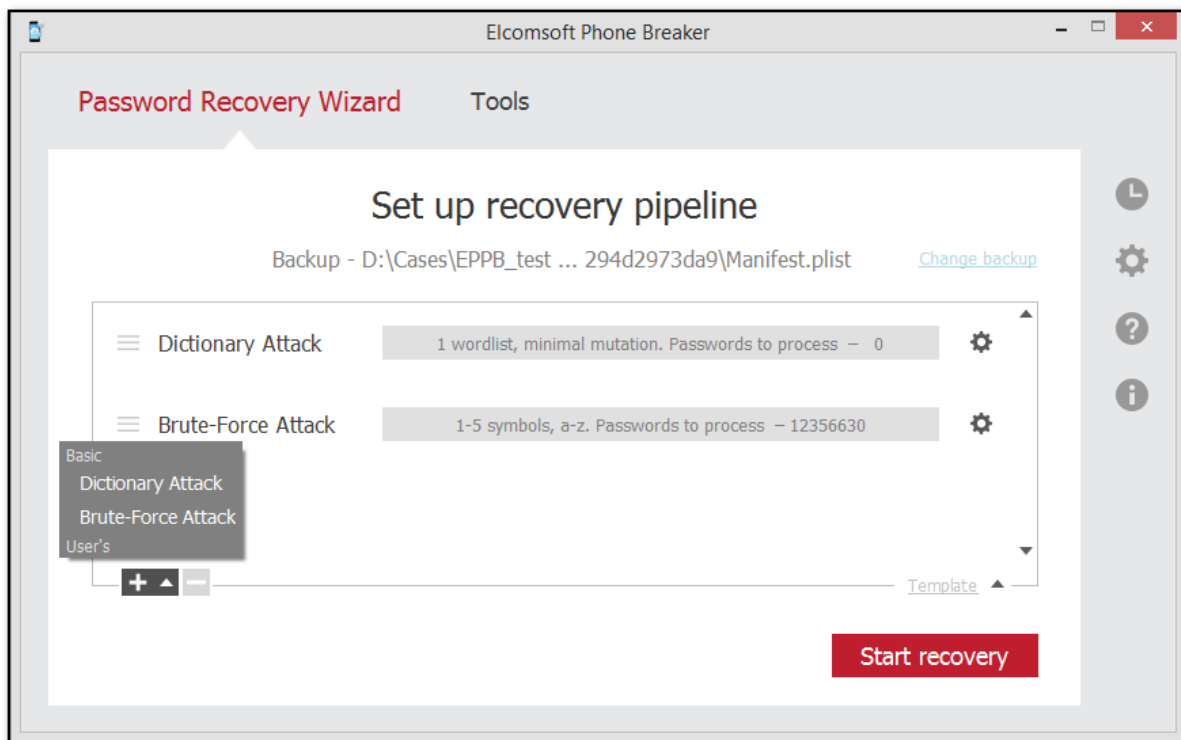 Elcomsoft Phone Breaker
Password Recovery Wizard Tools
Set up recovery pipeline
Backup - D:\Cases\EPPB_test ... 294d2973da9\Manifest.plist Change backup
Dictionary Attack 1 wordlist, minimal mutation. Passwords to process – 0
Brute-Force Attack 1-5 symbols, a-z. Passwords to process – 12356630
Basic
Dictionary Attack
Brute-Force Attack
User's
Template
Start recovery